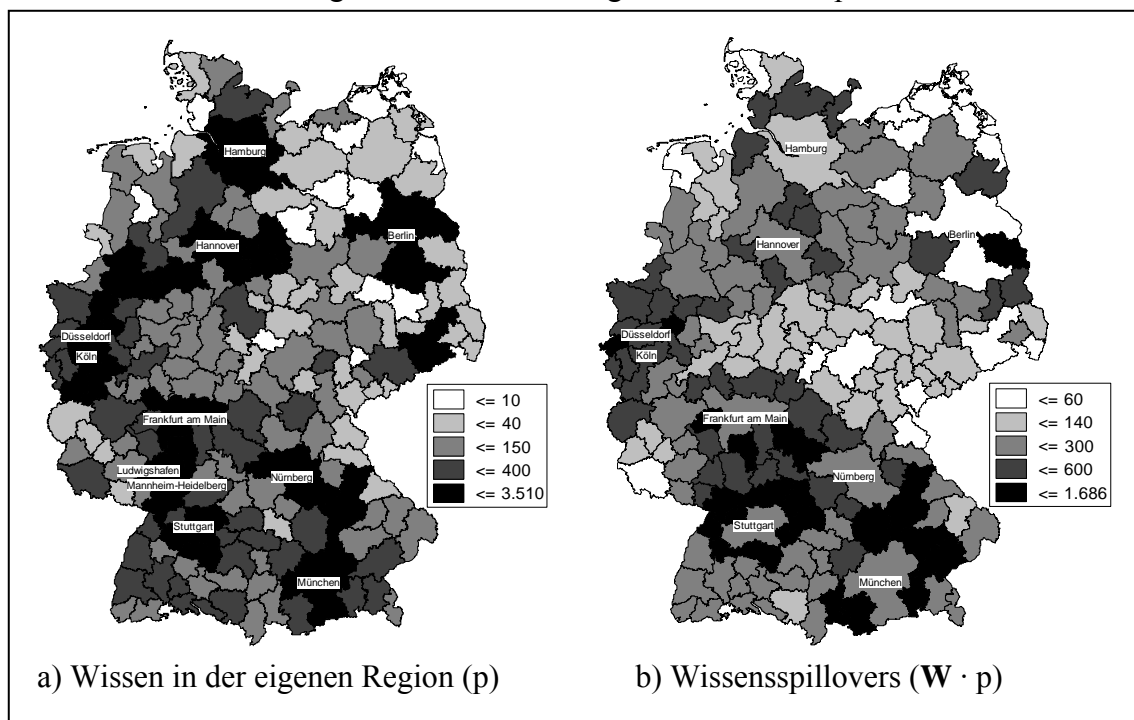 Hamburg
Hannover
Berlin
Düsseldorf
Köln
Frankfurt am Main
Ludwigshafen
Mannheim-Heidelberg
Nürnberg
Stuttgart
München
<= 10
<= 40
<= 150
<= 400
<= 3.510
a) Wissen in der eigenen Region (p)
Hamburg
Hannover
Berlin
Düsseldorf
Köln
Frankfurt am Main
Nürnberg
Stuttgart
München
<= 60
<= 140
<= 300
<= 600
<= 1.686
b) Wissensspillovers (W · p)